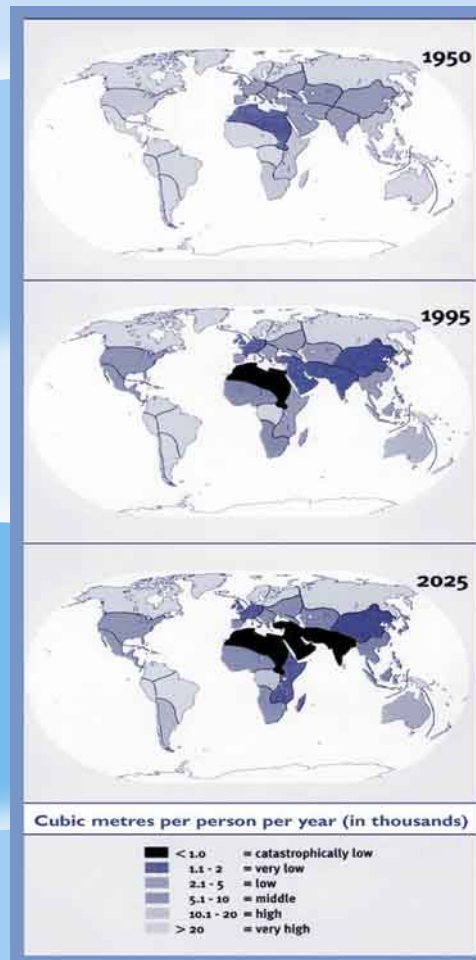 1950
1995
2025
Cubic metres per person per year (in thousands)
< 1.0 = catastrophically low
1.1 - 2 = very low
2.1 - 5 = low
5.1 - 10 = middle
10.1 - 20 = high
> 20 = very high